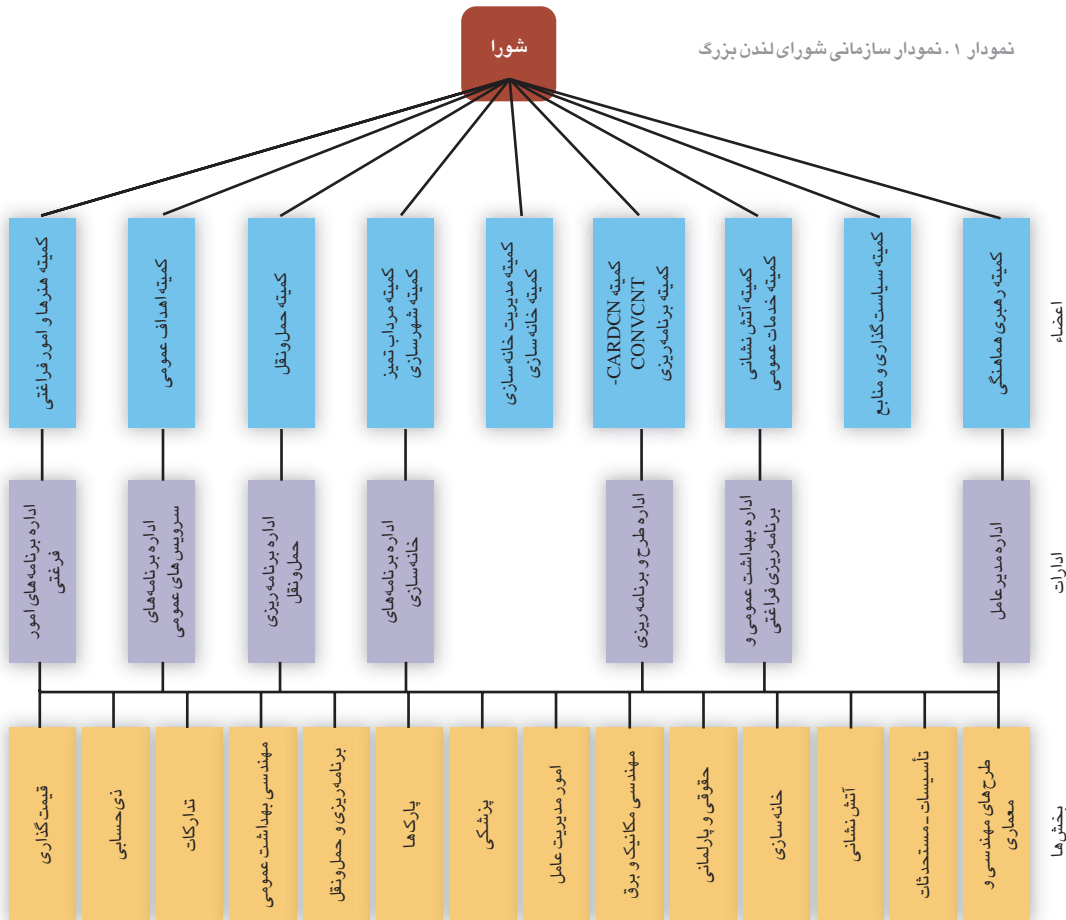 نمودار ۱. نمودار سازمانی شورای لندن بزرگ
شورا
اعضاء
کمیته رهبری هماهنگی
کمیته سیاست‌گذاری و منابع
کمیته آتش نشانی
کمیته خدمات عمومی
کمیته CARDCN-
CONVCNT
کمیته برنامه‌ریزی
کمیته مدیریت خانه‌سازی
کمیته خانه‌سازی
کمیته مرداب تمیز
کمیته شهرسازی
کمیته حمل‌ونقل
کمیته اهداف عمومی
کمیته هنرها و امور فراغتی
ادارات
اداره مدیرعامل
اداره بهداشت عمومی و
برنامه‌ریزی فراغتی
اداره طرح و برنامه‌ریزی
اداره برنامه‌های
خانه‌سازی
اداره برنامه‌ریزی
حمل‌ونقل
اداره برنامه‌های
سرویس‌های عمومی
اداره برنامه‌های امور
فرغتی
بخش‌ها
طرح‌های مهندسی و
معماری
تأسیسات ـ مستحدثات
آتش نشانی
خانه‌سازی
حقوقی و پارلمانی
مهندسی مکانیک و برق
امور مدیریت عامل
پزشکی
پارک‌ها
برنامه‌ریزی و حمل‌ونقل
مهندسی بهداشت عمومی
تدارکات
ذی‌حسابی
قیمت‌گذاری